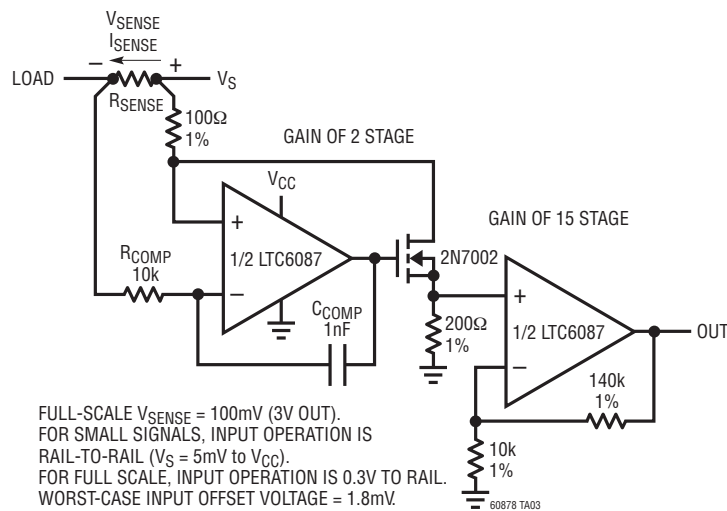 VSENSE
ISENSE
− +
LOAD
VS
RSENSE
100Ω
1%
GAIN OF 2 STAGE
VCC
GAIN OF 15 STAGE
+
1/2 LTC6087
−
2N7002
RCOMP
10k
CCOMP
1nF
200Ω
1%
+
1/2 LTC6087
−
OUT
140k
1%
10k
1%
FULL-SCALE VSENSE = 100mV (3V OUT).
FOR SMALL SIGNALS, INPUT OPERATION IS
RAIL-TO-RAIL (VS = 5mV to VCC).
FOR FULL SCALE, INPUT OPERATION IS 0.3V TO RAIL.
WORST-CASE INPUT OFFSET VOLTAGE = 1.8mV.
60878 TA03